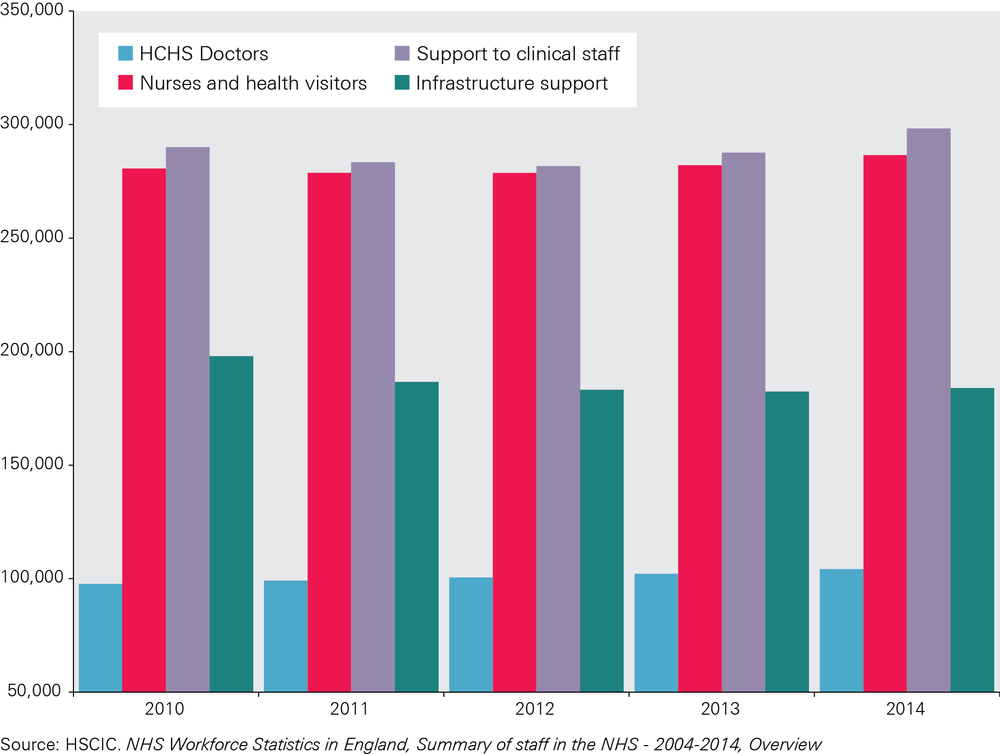 350,000
HCHS Doctors
Support to clinical staff
Nurses and health visitors
Infrastructure support
300,000
250,000
200,000
150,000
100,000
50,000
2010 2011 2012 2013 2014
Source: HSCIC. NHS Workforce Statistics in England, Summary of staff in the NHS - 2004-2014, Overview